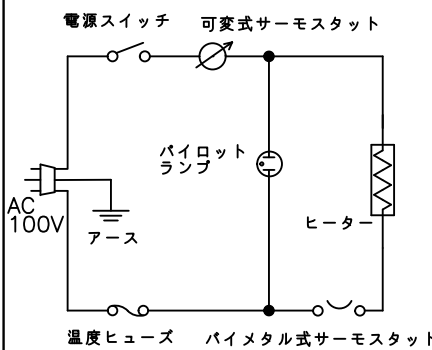 電源スイッチ
可変式サーモスタット
パイロット
ランプ
AC
100V
アース
ヒーター
温度ヒューズ
バイメタル式サーモスタット